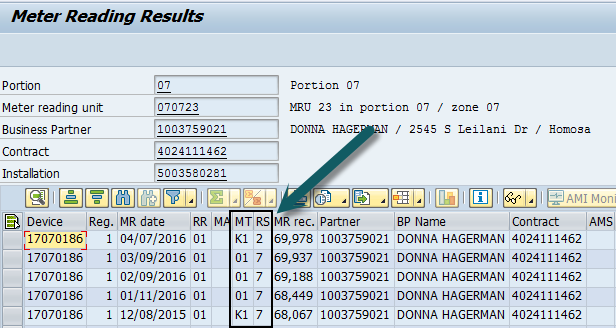 Meter Reading Results
Portion 07 Portion 07
Meter reading unit 070723 MRU 23 in portion 07 / zone 07
Business Partner 1003759021 DONNA HAGERMAN / 2545 S Leilani Dr / Homosa
Contract 4024111462
Installation 5003580281
AMI Moni
Device Reg. MR date RR MA MT RS MR rec. Partner BP Name Contract AMS
17070186 1 04/07/2016 01 K1 2 69,978 1003759021 DONNA HAGERMAN 4024111462
17070186 1 03/09/2016 01 01 7 69,937 1003759021 DONNA HAGERMAN 4024111462
17070186 1 02/09/2016 01 01 7 69,188 1003759021 DONNA HAGERMAN 4024111462
17070186 1 01/11/2016 01 01 7 68,449 1003759021 DONNA HAGERMAN 4024111462
17070186 1 12/08/2015 01 K1 7 68,067 1003759021 DONNA HAGERMAN 4024111462